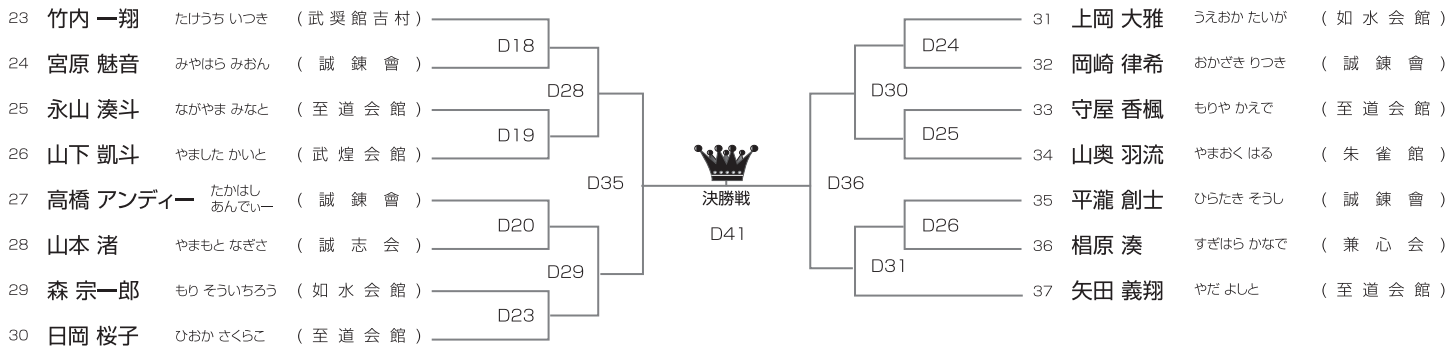 23 竹内 一翔 たけうち いつき (武奨館吉村)
24 宮原 魅音 みやはら みおん (誠錬會)
25 永山 湊斗 ながやま みなと (至道会館)
26 山下 凱斗 やました かいと (武煌会館)
27 高橋 アンディー たかはし あんでぃー (誠錬會)
28 山本 渚 やまもと なぎさ (誠志会)
29 森 宗一郎 もり そういちろう (如水会館)
30 日岡 桜子 ひおか さくらこ (至道会館)
D18
D19
D20
D23
D28
D29
D35
決勝戦
D41
D36
D30
D31
D24
D25
D26
31 上岡 大雅 うえおか たいが (如水会館)
32 岡崎 律希 おかざき りつき (誠錬會)
33 守屋 香楓 もりや かえで (至道会館)
34 山奥 羽流 やまおく はる (朱雀館)
35 平瀧 創士 ひらたき そうし (誠錬會)
36 椙原 湊 すぎはら かなで (兼心会)
37 矢田 義翔 やだ よしと (至道会館)